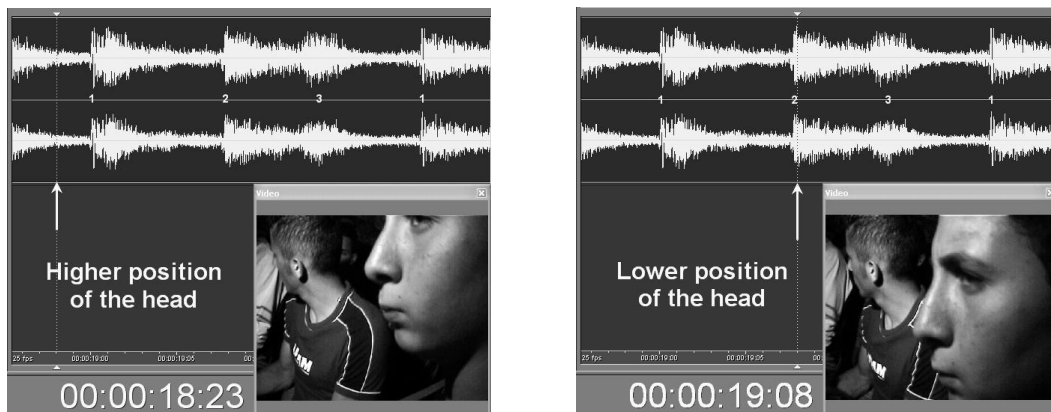 1 2 3 1
Video
Higher position
of the head
25 fps 00:00:19:00 00:00:19:05 00:
00:00:18:23
1 2 3 1
Video
Lower position
of the head
25 fps 00:00:19:00 00:00:19:05 00:
00:00:19:08